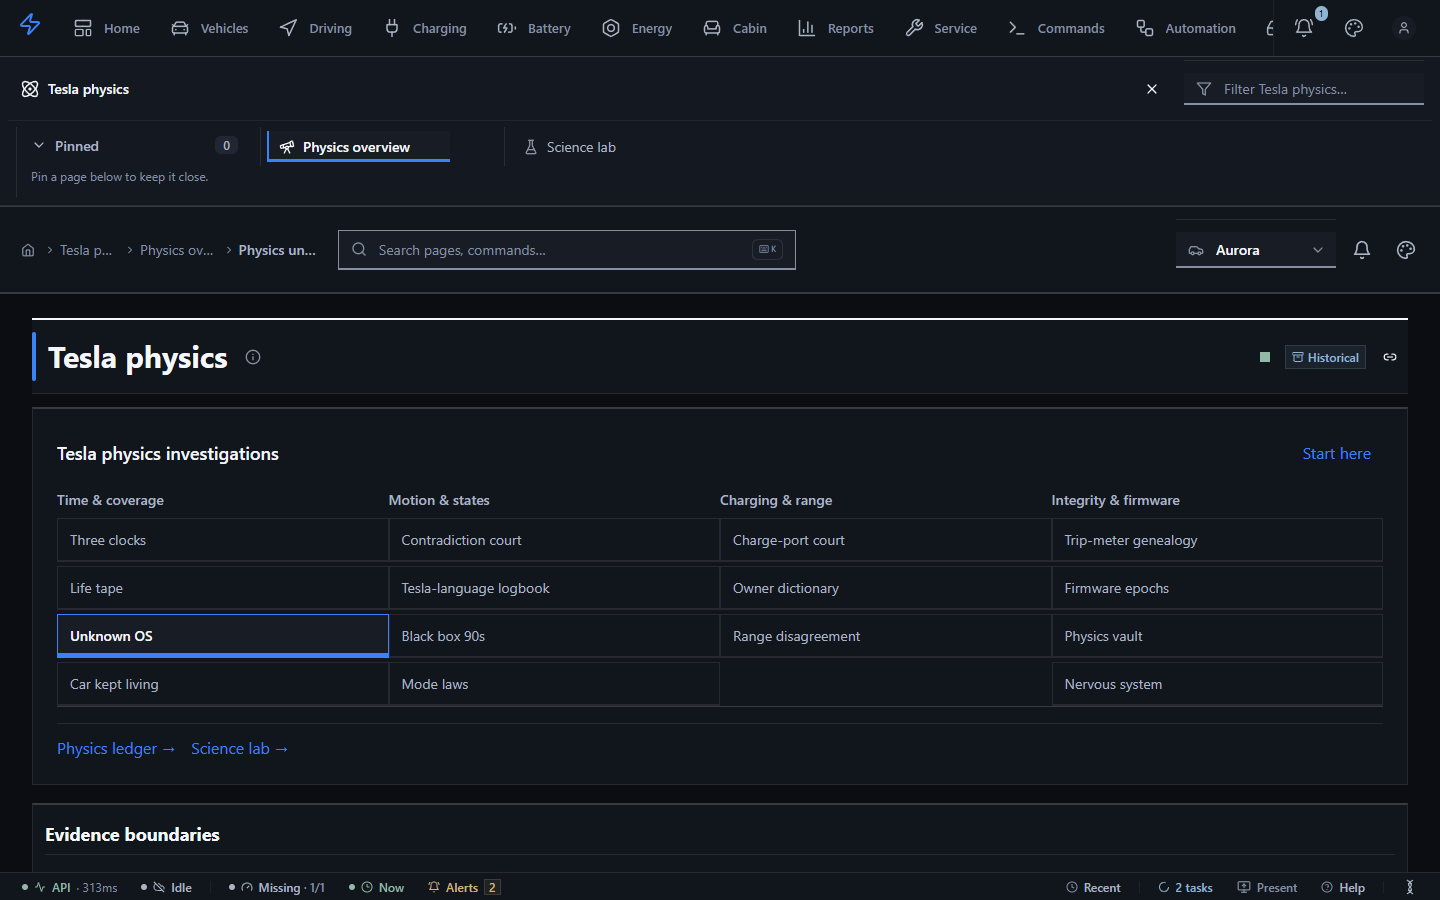 Home Vehicles Driving Charging Battery Energy Cabin Reports Service Commands Automation 1
Tesla physics
Filter Tesla physics...
Pinned 0 Physics overview Science lab
Pin a page below to keep it close.
Tesla p... Physics ov... Physics un... Search pages, commands... K Aurora
Tesla physics
Historical
Tesla physics investigations Start here
Time & coverage Motion & states Charging & range Integrity & firmware
Three clocks Contradiction court Charge-port court Trip-meter genealogy
Life tape Tesla-language logbook Owner dictionary Firmware epochs
Unknown OS Black box 90s Range disagreement Physics vault
Car kept living Mode laws Nervous system
Physics ledger → Science lab →
Evidence boundaries
API · 313ms Idle Missing · 1/1 Now Alerts 2 Recent 2 tasks Present Help